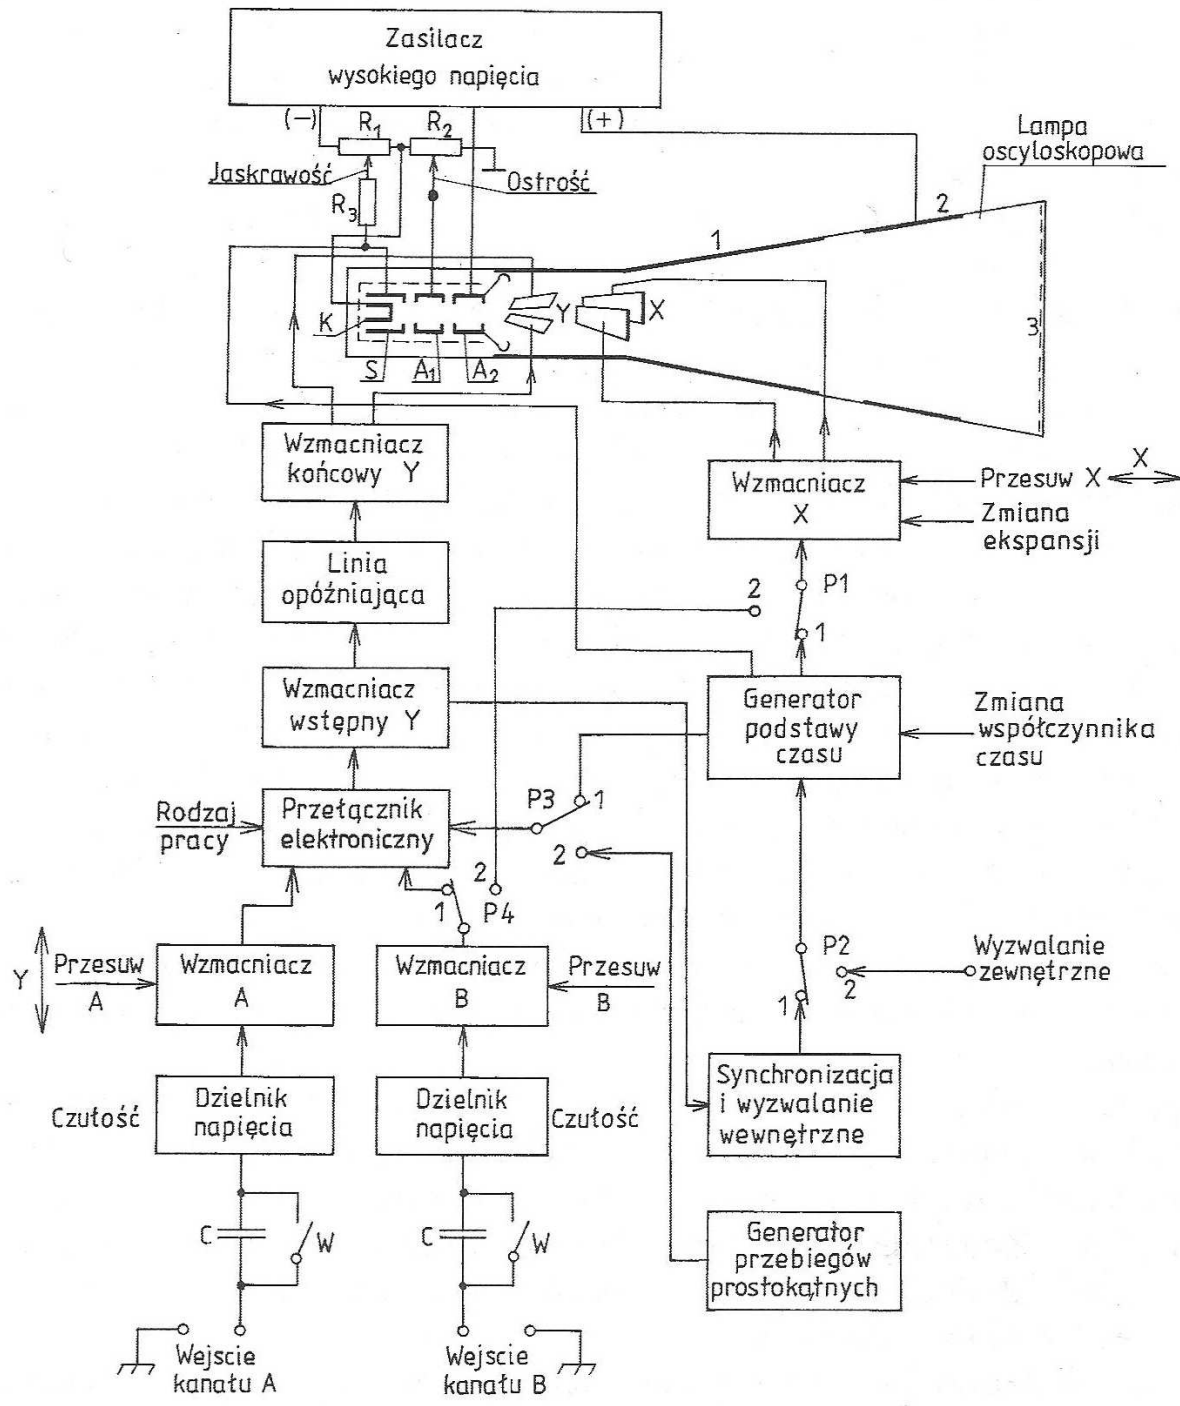 Zasilacz
wysokiego napięcia
(−)
R1
R2
(+)
Lampa
oscyloskopowa
Jaskrawość
Ostrość
R3
2
1
K
Y
X
3
S
A1
A2
Wzmacniacz
końcowy Y
Wzmacniacz
X
Przesuw X
X
Zmiana
ekspansji
Linia
opóźniająca
2
P1
1
Wzmacniacz
wstępny Y
Generator
podstawy
czasu
Zmiana
współczynnika
czasu
Rodzaj
pracy
Przełącznik
elektroniczny
P3
1
2
2
1
P4
Y
Przesuw
A
Wzmacniacz
A
Wzmacniacz
B
Przesuw
B
P2
1
2
Wyzwalanie
zewnętrzne
Czułość
Dzielnik
napięcia
Dzielnik
napięcia
Czułość
Synchronizacja
i wyzwalanie
wewnętrzne
C
W
C
W
Generator
przebiegów
prostokątnych
Wejscie
kanału A
Wejscie
kanału B